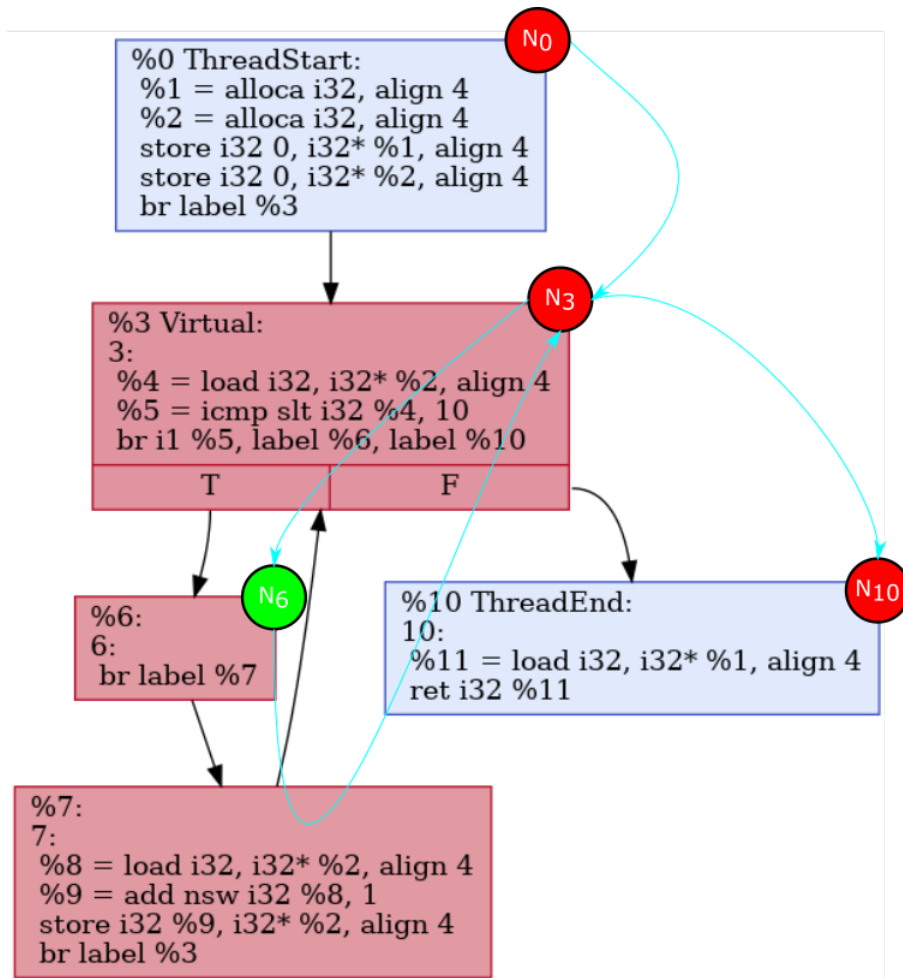 N0
%0 ThreadStart:
%1 = alloca i32, align 4
%2 = alloca i32, align 4
store i32 0, i32* %1, align 4
store i32 0, i32* %2, align 4
br label %3
N3
%3 Virtual:
3:
%4 = load i32, i32* %2, align 4
%5 = icmp slt i32 %4, 10
br i1 %5, label %6, label %10
T
F
N6
%6:
6:
br label %7
N10
%10 ThreadEnd:
10:
%11 = load i32, i32* %1, align 4
ret i32 %11
%7:
7:
%8 = load i32, i32* %2, align 4
%9 = add nsw i32 %8, 1
store i32 %9, i32* %2, align 4
br label %3